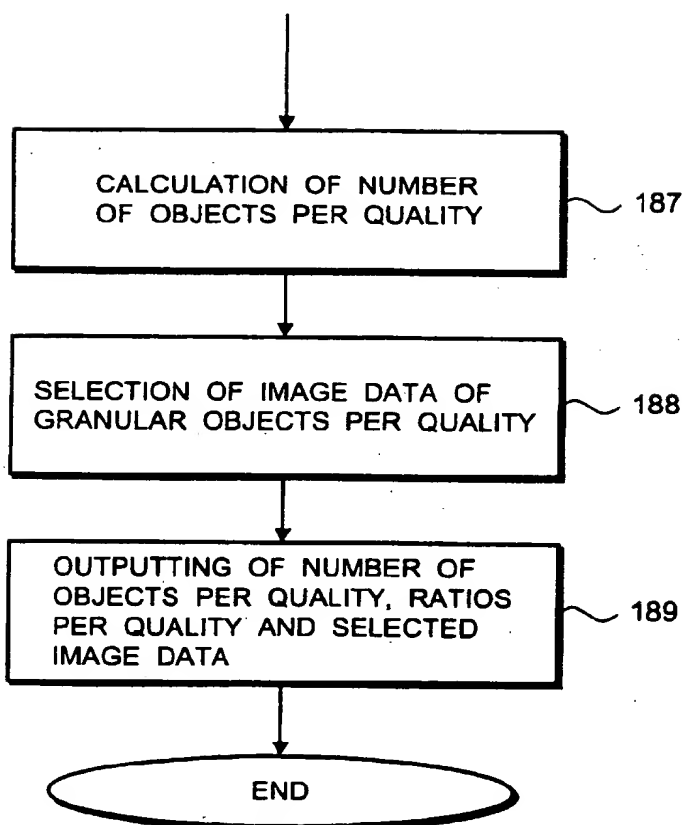 CALCULATION OF NUMBER
OF OBJECTS PER QUALITY
187
SELECTION OF IMAGE DATA OF
GRANULAR OBJECTS PER QUALITY
188
OUTPUTTING OF NUMBER OF
OBJECTS PER QUALITY, RATIOS
PER QUALITY AND SELECTED
IMAGE DATA
189
END